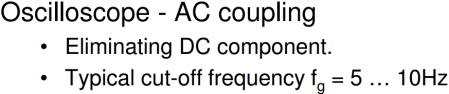 Oscilloscope - AC coupling
• Eliminating DC component.
• Typical cut-off frequency fg = 5 … 10Hz